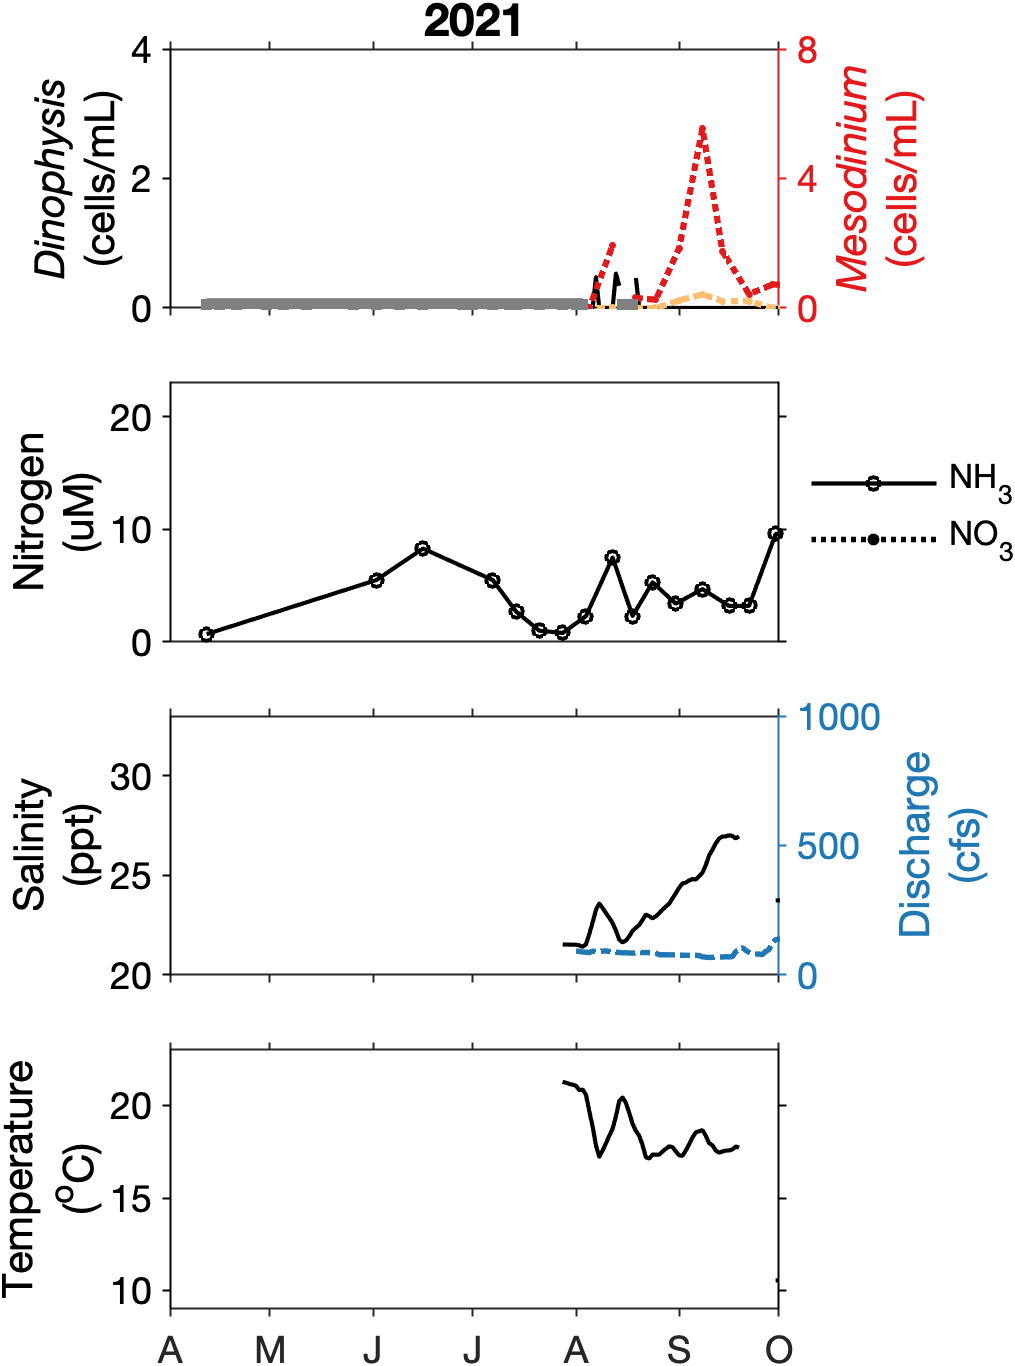 2021
4
2
0
Dinophysis
(cells/mL)
8
4
0
Mesodinium
(cells/mL)
20
10
0
Nitrogen
(uM)
NH3
NO3
30
25
20
Salinity
(ppt)
1000
500
0
Discharge
(cfs)
20
15
10
Temperature
(oC)
A M J J A S O